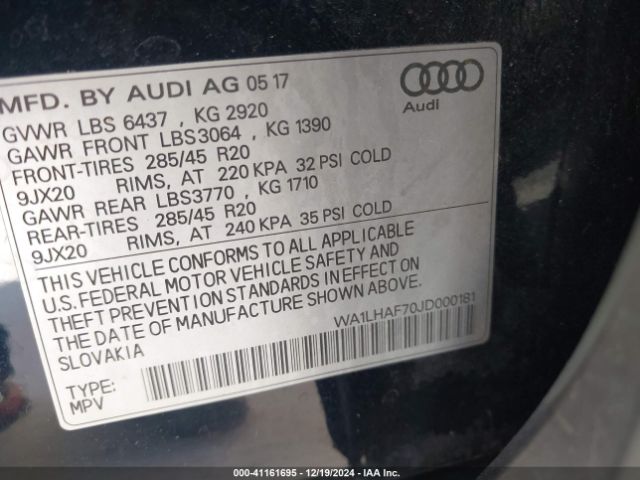 MFD. BY AUDI AG 05 17
GVWR LBS 6437 , KG 2920
GAWR FRONT LBS3064 , KG 1390
FRONT-TIRES 285/45 R20
9JX20 RIMS, AT 220 KPA 32 PSI COLD
GAWR REAR LBS3770 , KG 1710
REAR-TIRES 285/45 R20
9JX20 RIMS, AT 240 KPA 35 PSI COLD
Audi
THIS VEHICLE CONFORMS TO ALL APPLICABLE
U.S. FEDERAL MOTOR VEHICLE SAFETY AND
THEFT PREVENTION STANDARDS IN EFFECT ON
THE DATE OF MANUFACTURE SHOWN ABOVE.
SLOVAKIA
WA1LHAF70JD000181
TYPE:
MPV
000-41161695 - 12/19/2024 - IAAI.COM